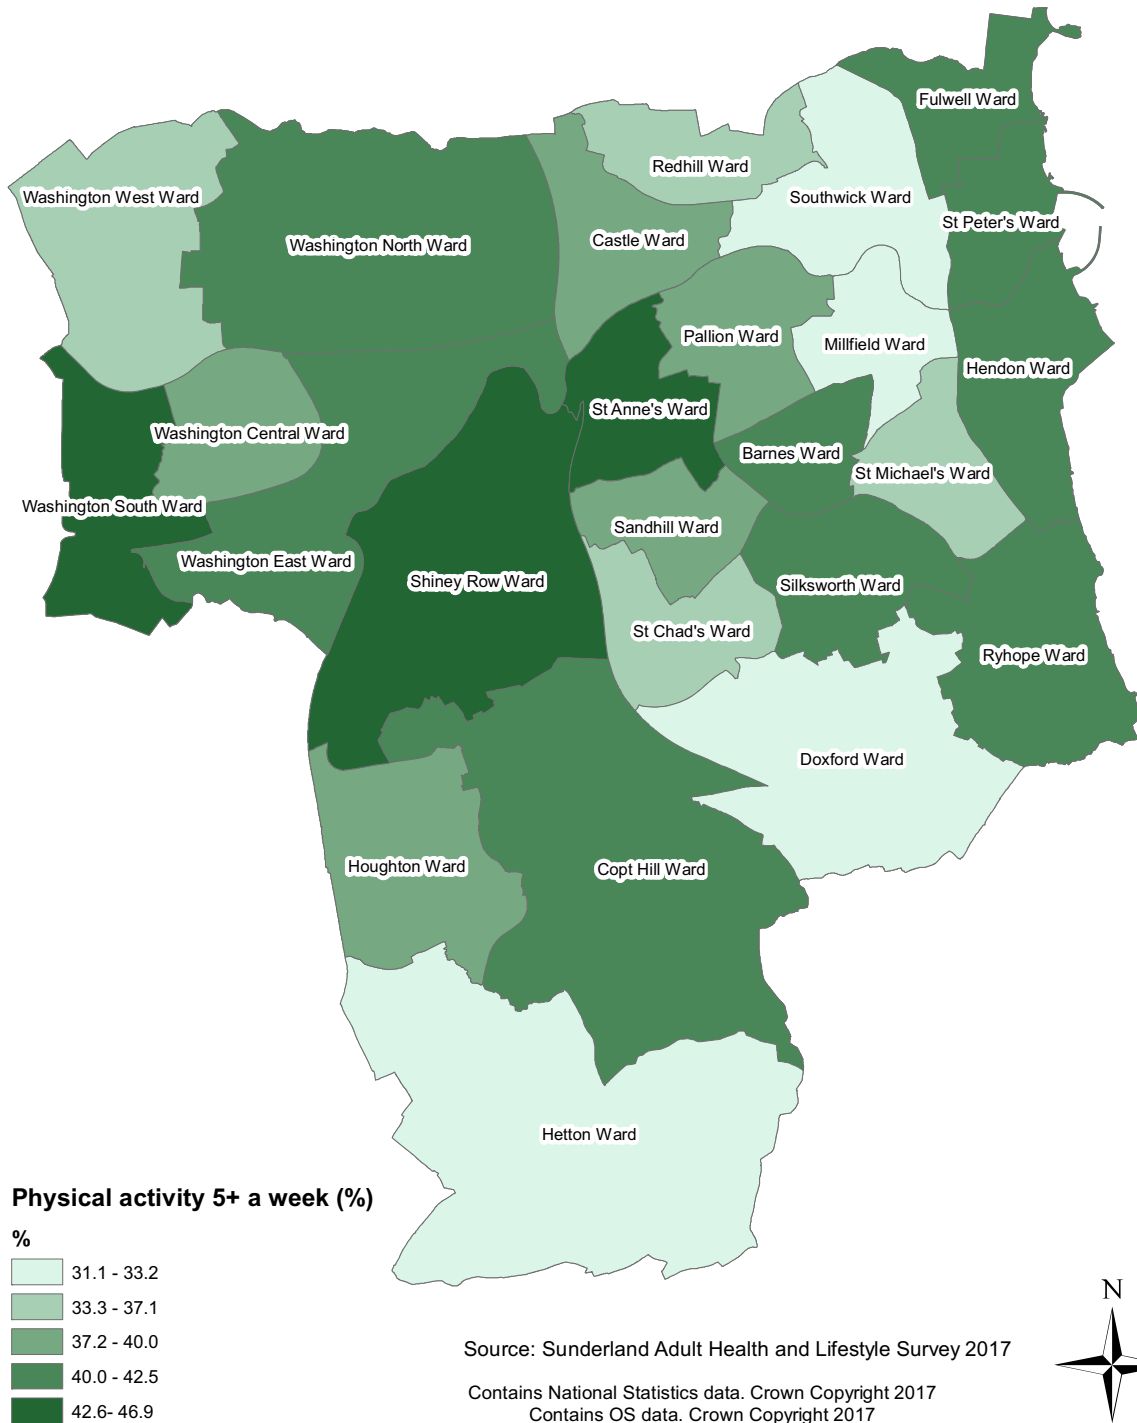 Fulwell Ward
Redhill Ward
Washington West Ward
Southwick Ward
St Peter's Ward
Castle Ward
Washington North Ward
Pallion Ward
Millfield Ward
Hendon Ward
St Anne's Ward
Washington Central Ward
Barnes Ward
St Michael's Ward
Washington South Ward
Sandhill Ward
Washington East Ward
Shiney Row Ward
Silksworth Ward
St Chad's Ward
Ryhope Ward
Doxford Ward
Houghton Ward
Copt Hill Ward
Hetton Ward
Physical activity 5+ a week (%)
%
31.1 - 33.2
33.3 - 37.1
37.2 - 40.0
40.0 - 42.5
42.6- 46.9
N
Source: Sunderland Adult Health and Lifestyle Survey 2017
Contains National Statistics data. Crown Copyright 2017
Contains OS data. Crown Copyright 2017